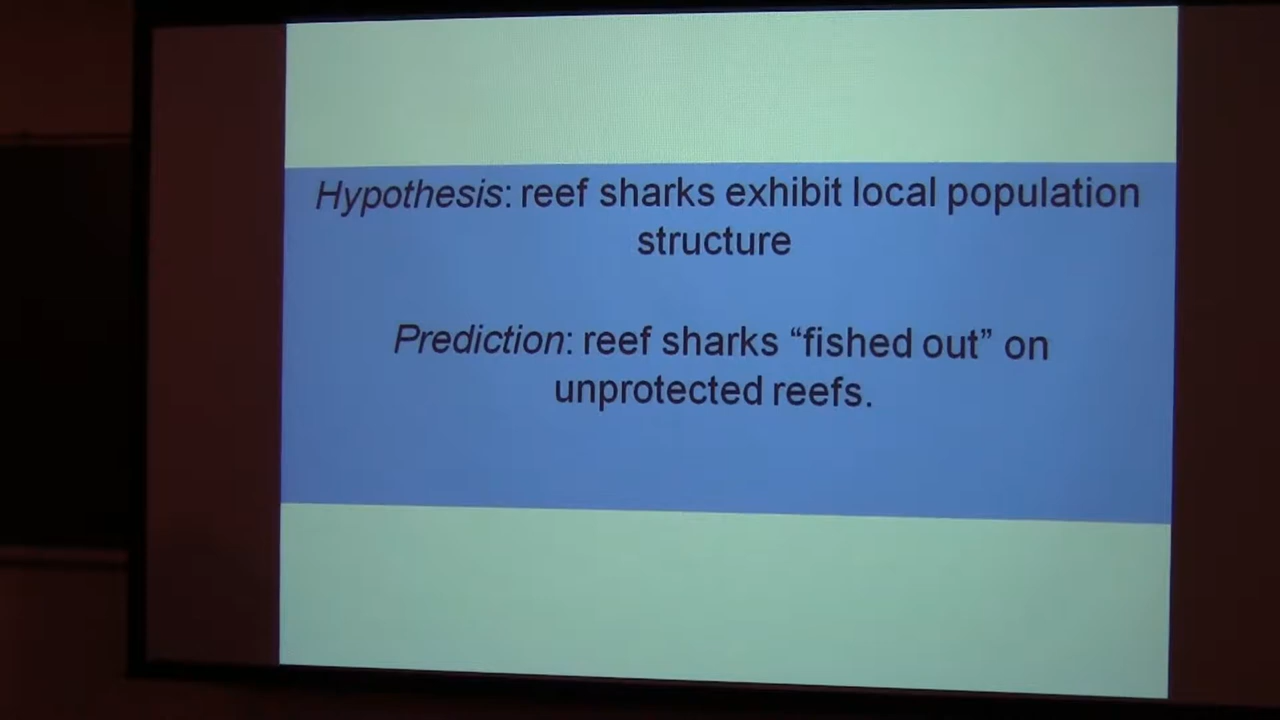 Hypothesis: reef sharks exhibit local population
structure
Prediction: reef sharks “fished out” on
unprotected reefs.